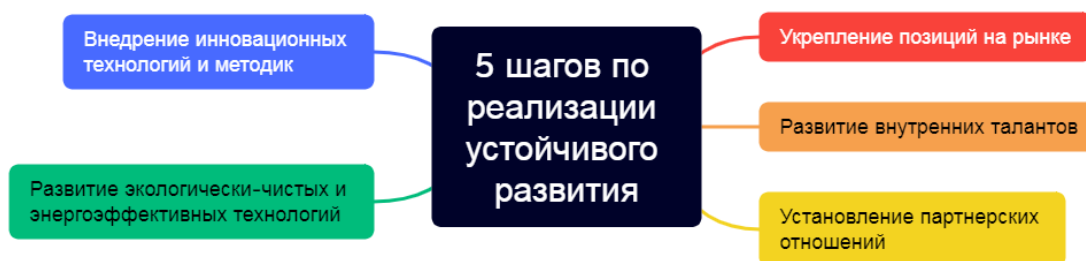 5 шагов по
реализации
устойчивого
развития
Укрепление позиций на рынке
Развитие внутренних талантов
Установление партнерских
отношений
Развитие экологически-чистых и
энергоэффективных технологий
Внедрение инновационных
технологий и методик